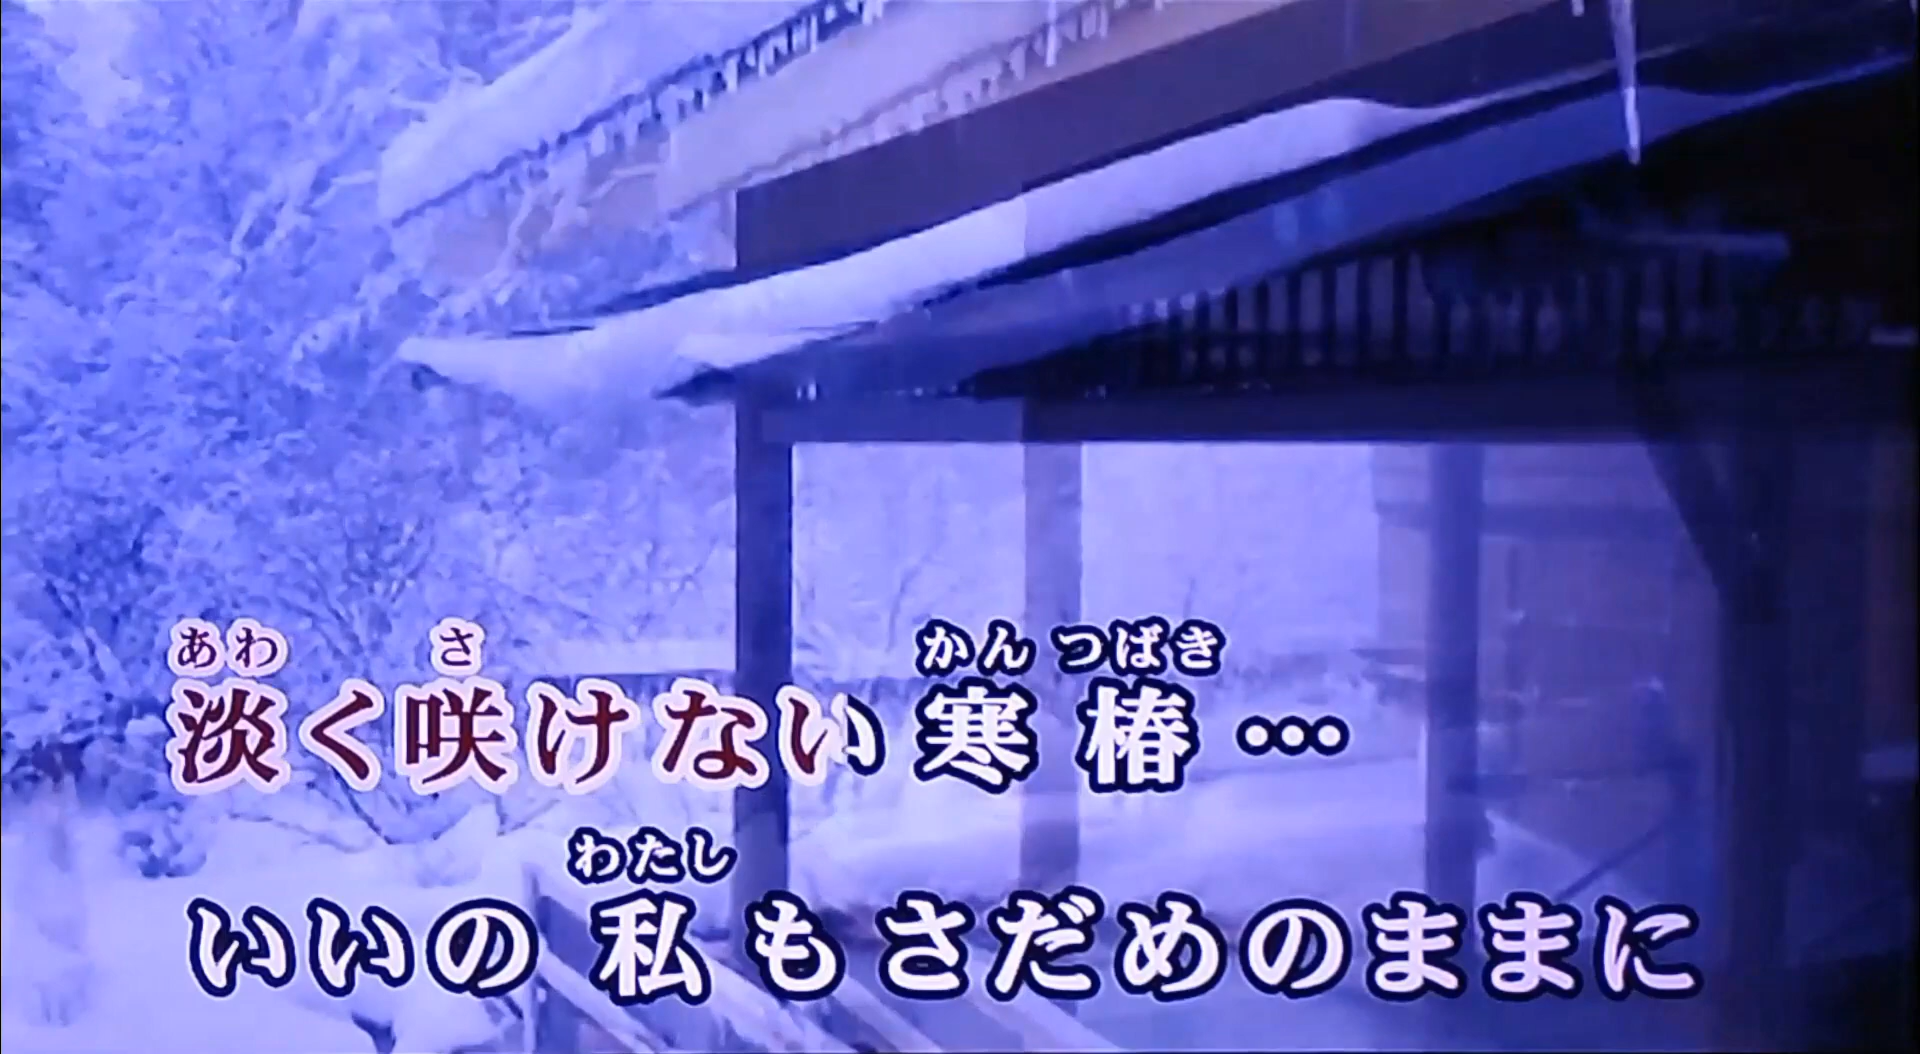 あわ さ かん つばき
淡く咲けない 寒 椿 …
わたし
いいの 私 もさだめのままに